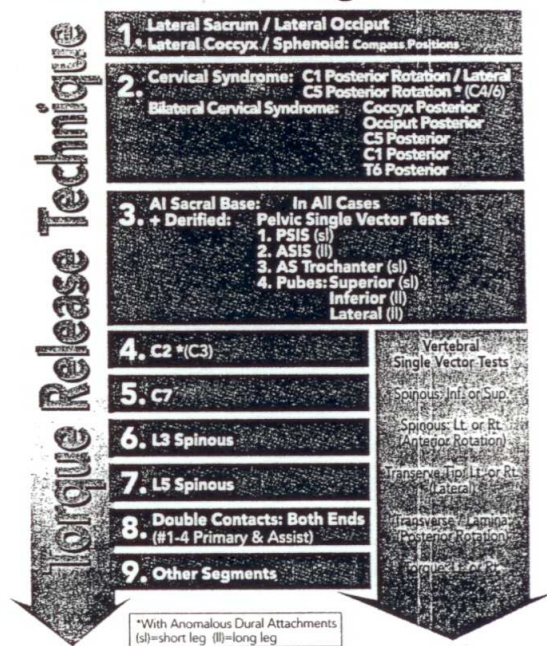 Torque Release Technique
1. Lateral Sacrum / Lateral Occiput
* Lateral Coccyx / Sphenoid: Compass Positions
2. Cervical Syndrome: C1 Posterior Rotation / Lateral
C5 Posterior Rotation * (C4/6)
Bilateral Cervical Syndrome: Coccyx Posterior
Occiput Posterior
C5 Posterior
C1 Posterior
T6 Posterior
3. AI Sacral Base: In All Cases
+ Derified: Pelvic Single Vector Tests
1. PSIS (sl)
2. ASIS (ll)
3. AS Trochanter (sl)
4. Pubes: Superior (sl)
Inferior (ll)
Lateral (ll)
4. C2 *(C3)
5. C7
6. L3 Spinous
7. L5 Spinous
8. Double Contacts: Both Ends
(#1-4 Primary & Assist)
9. Other Segments
Vertebral
Single Vector Tests
Spinous: Inf. or Sup.
Spinous: Lt. or Rt.
(Anterior Rotation)
Transerve Tip: Lt. or Rt.
(Lateral)
Transverse / Lamina:
(Posterior Rotation)
Torque: Lt. or Rt.
*With Anomalous Dural Attachments
(sl)=short leg (ll)=long leg